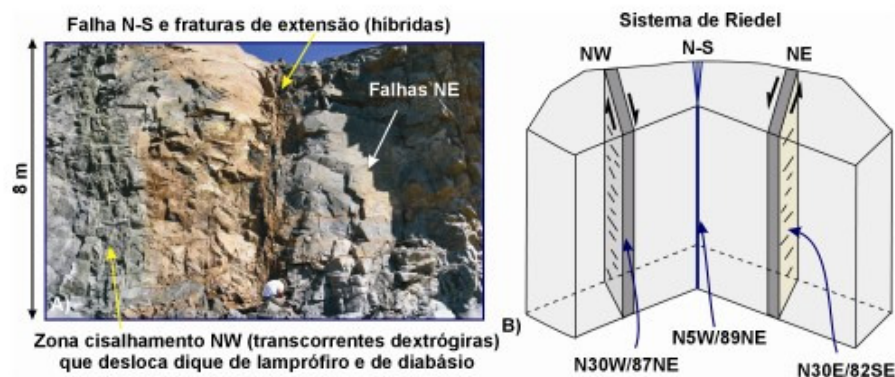 Falha N-S e fraturas de extensão (híbridas)
Falhas NE
8 m
A)
Zona cisalhamento NW (transcorrentes dextrógiras)
que desloca dique de lamprófiro e de diabásio
Sistema de Riedel
NW
N-S
NE
B)
N30W/87NE
N5W/89NE
N30E/82SE